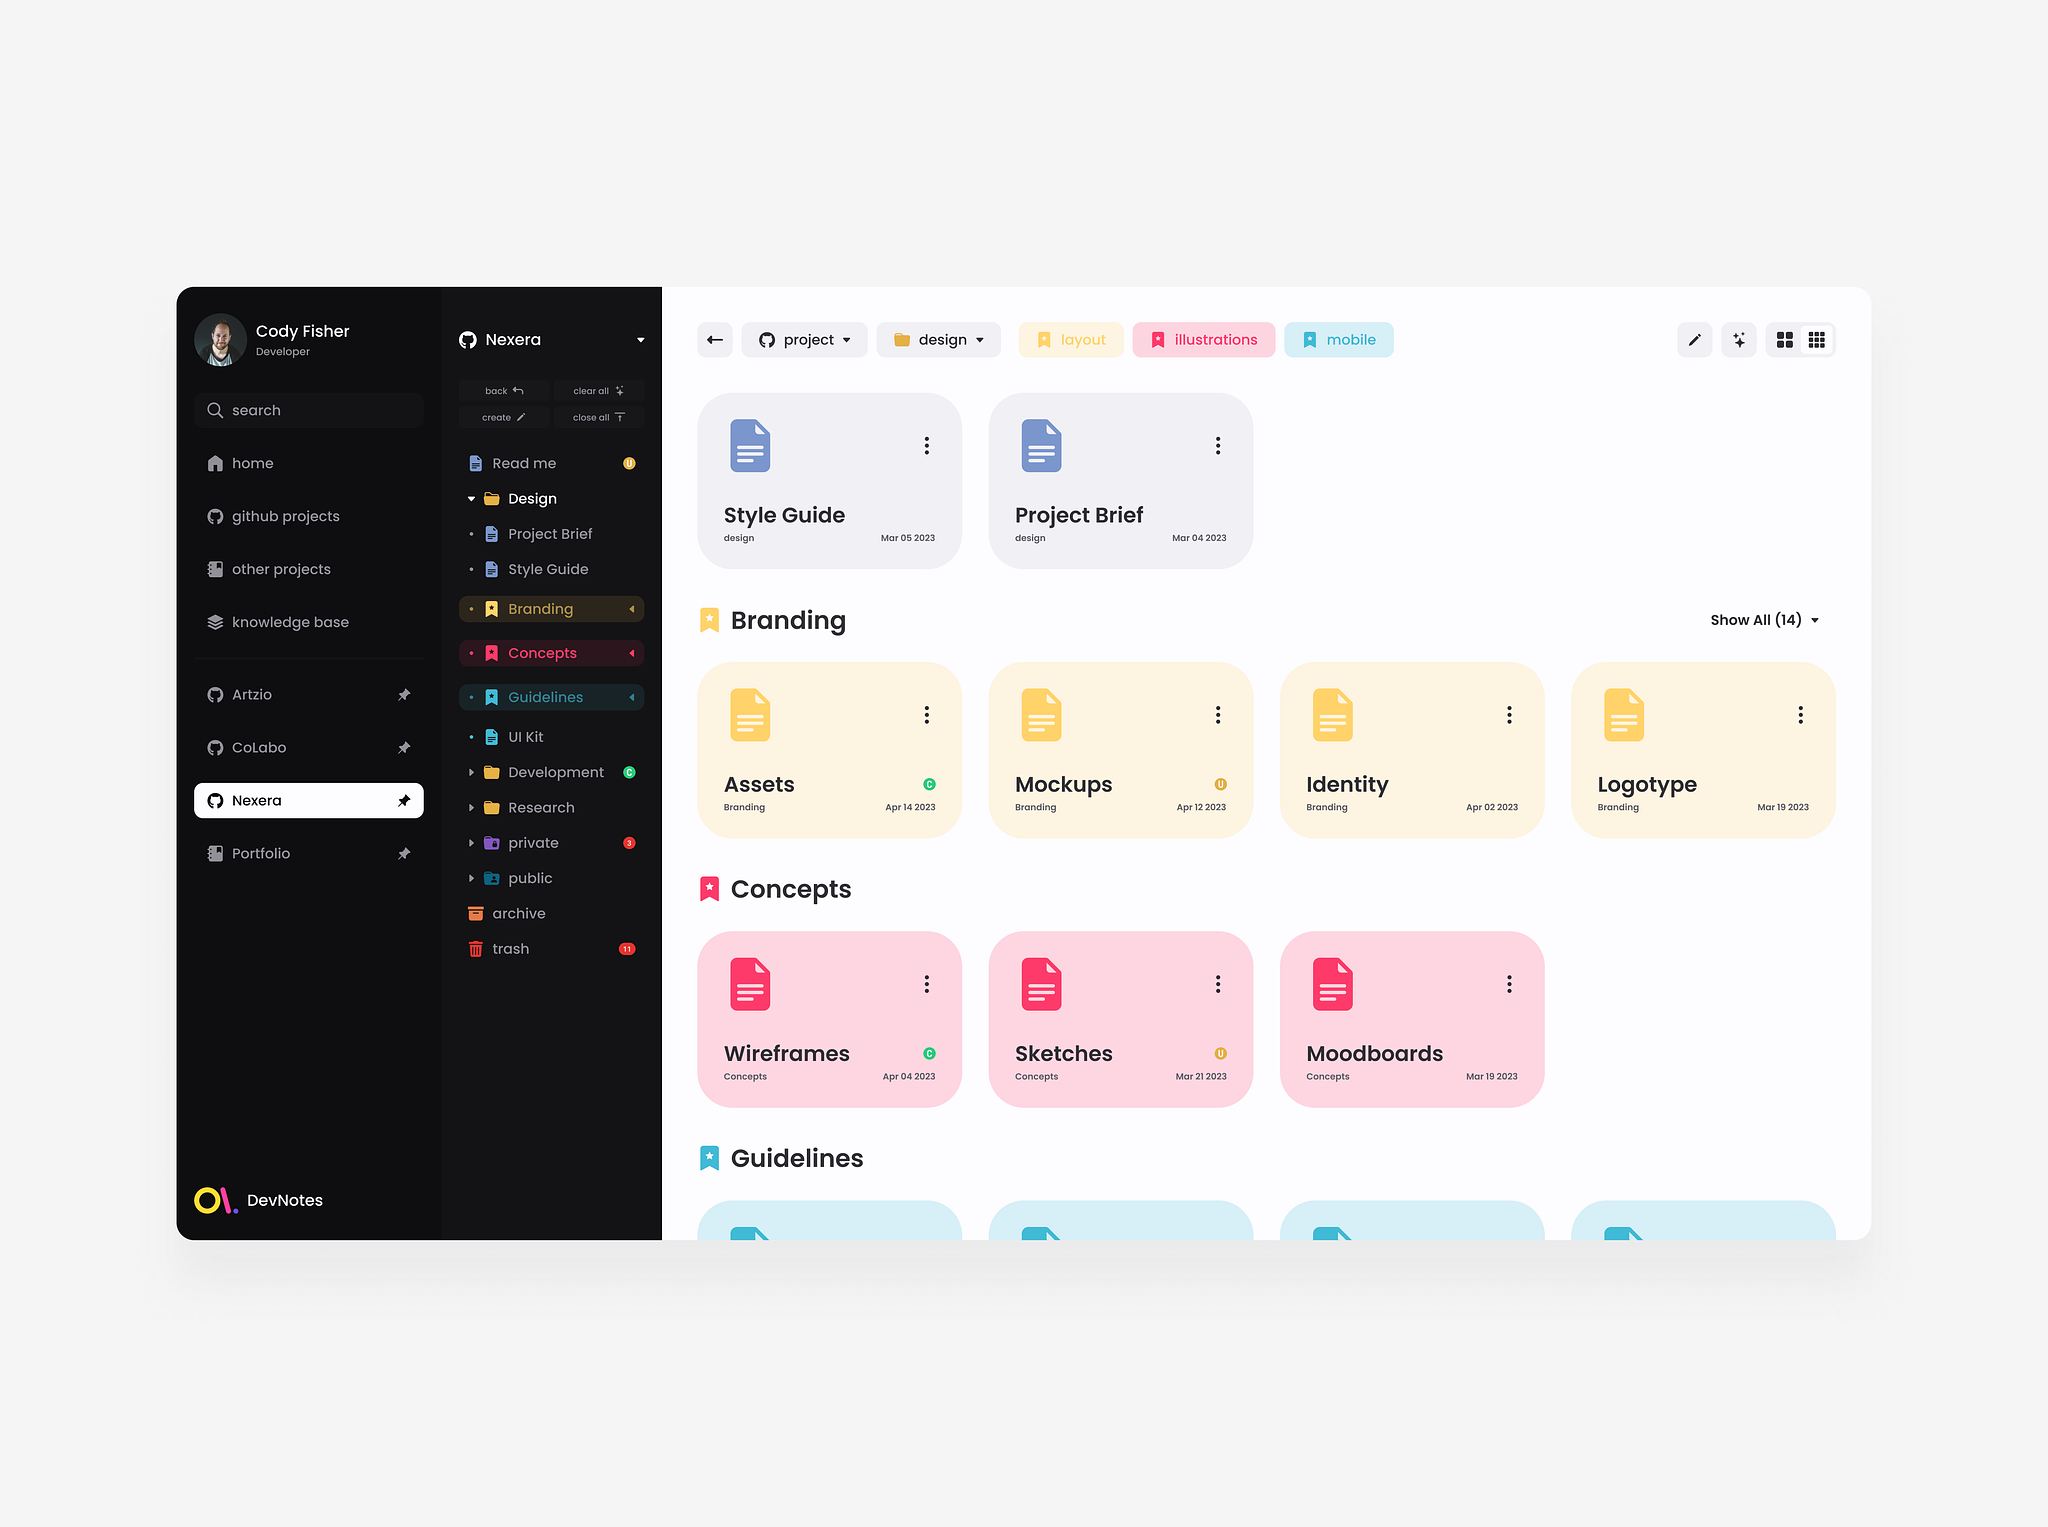 Cody Fisher
Developer
search
home
github projects
other projects
knowledge base
Artzio
CoLabo
Nexera
Portfolio
DevNotes
Nexera
back
clear all
create
close all
Read me U
Design
Project Brief
Style Guide
Branding
Concepts
Guidelines
UI Kit
Development C
Research
private 3
public
archive
trash 11
project
design
layout
illustrations
mobile
Style Guide
design Mar 05 2023
Project Brief
design Mar 04 2023
Branding
Show All (14)
Assets C
Branding Apr 14 2023
Mockups U
Branding Apr 12 2023
Identity
Branding Apr 02 2023
Logotype
Branding Mar 19 2023
Concepts
Wireframes C
Concepts Apr 04 2023
Sketches U
Concepts Mar 21 2023
Moodboards
Concepts Mar 19 2023
Guidelines